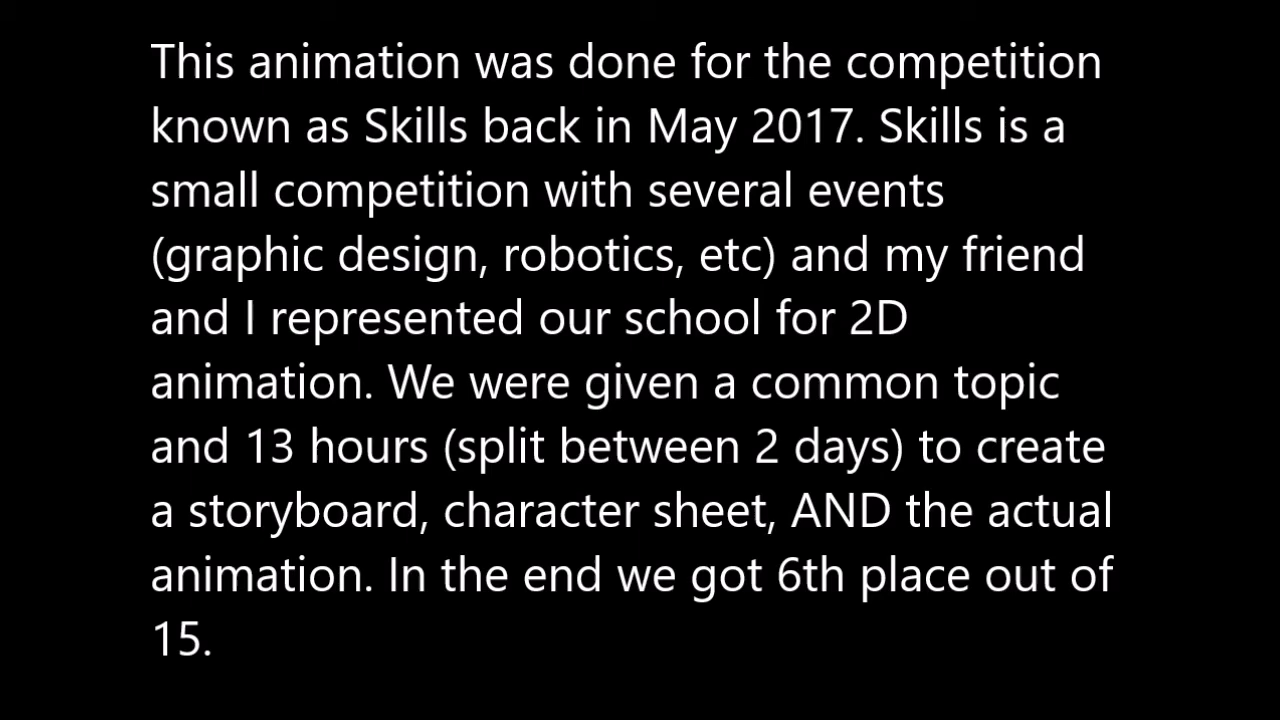 This animation was done for the competition
known as Skills back in May 2017. Skills is a
small competition with several events
(graphic design, robotics, etc) and my friend
and I represented our school for 2D
animation. We were given a common topic
and 13 hours (split between 2 days) to create
a storyboard, character sheet, AND the actual
animation. In the end we got 6th place out of
15.